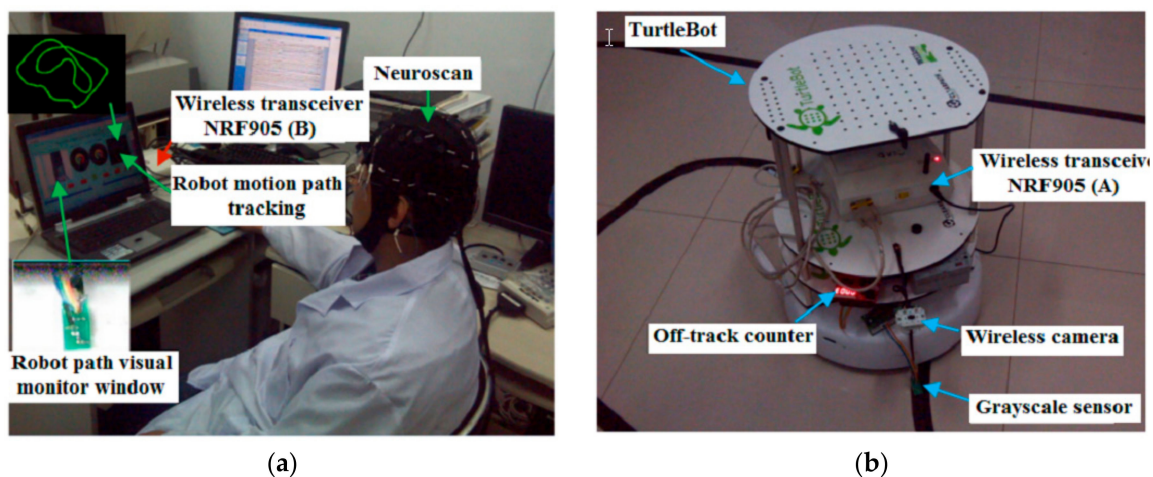 Neuroscan
Wireless transceiver
NRF905 (B)
Robot motion path
tracking
Robot path visual
monitor window
(a)
TurtleBot
TurtleBot
Wireless transceive
NRF905 (A)
Off-track counter
Wireless camera
Grayscale sensor
(b)